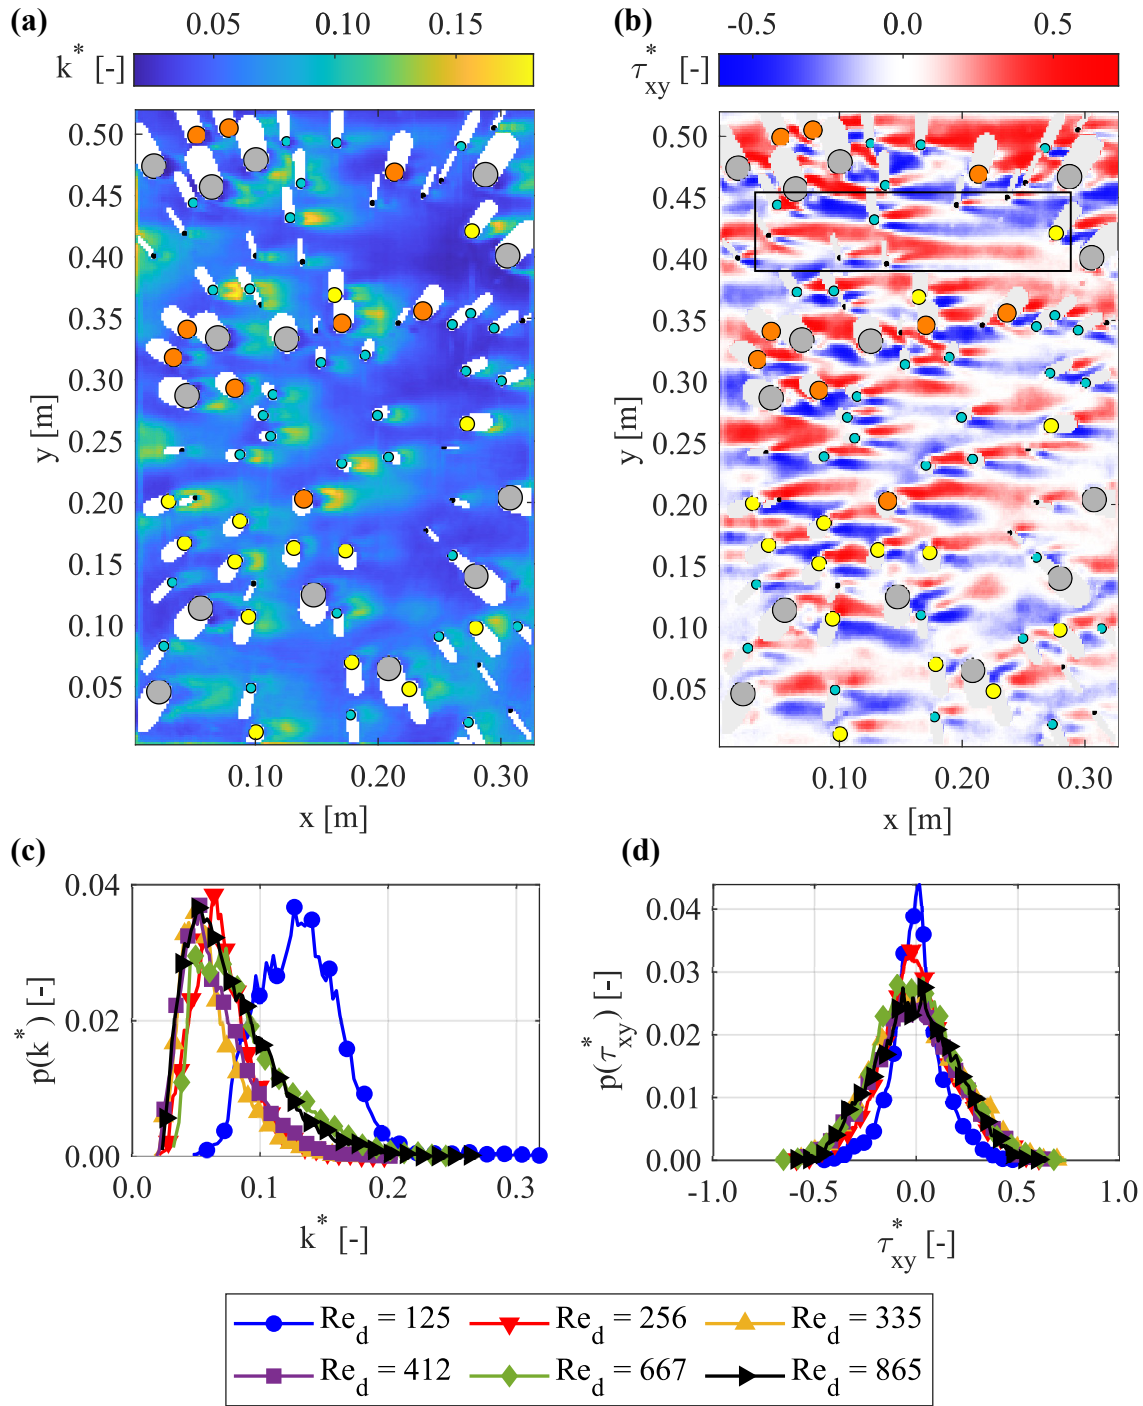 (a) 0.05 0.10 0.15
k* [-]
(b) -0.5 0.0 0.5
τ*xy [-]
0.50
0.45
0.40
0.35
0.30
0.25
0.20
0.15
0.10
0.05
y [m]
0.10 0.20 0.30
x [m]
0.50
0.45
0.40
0.35
0.30
0.25
0.20
0.15
0.10
0.05
y [m]
0.10 0.20 0.30
x [m]
(c)
0.04
0.02
0.00
p(k*) [-]
0.0 0.1 0.2 0.3
k* [-]
(d)
0.04
0.03
0.02
0.01
0.00
p(τ*xy) [-]
-1.0 -0.5 0.0 0.5 1.0
τ*xy [-]
Red = 125 Red = 256 Red = 335
Red = 412 Red = 667 Red = 865